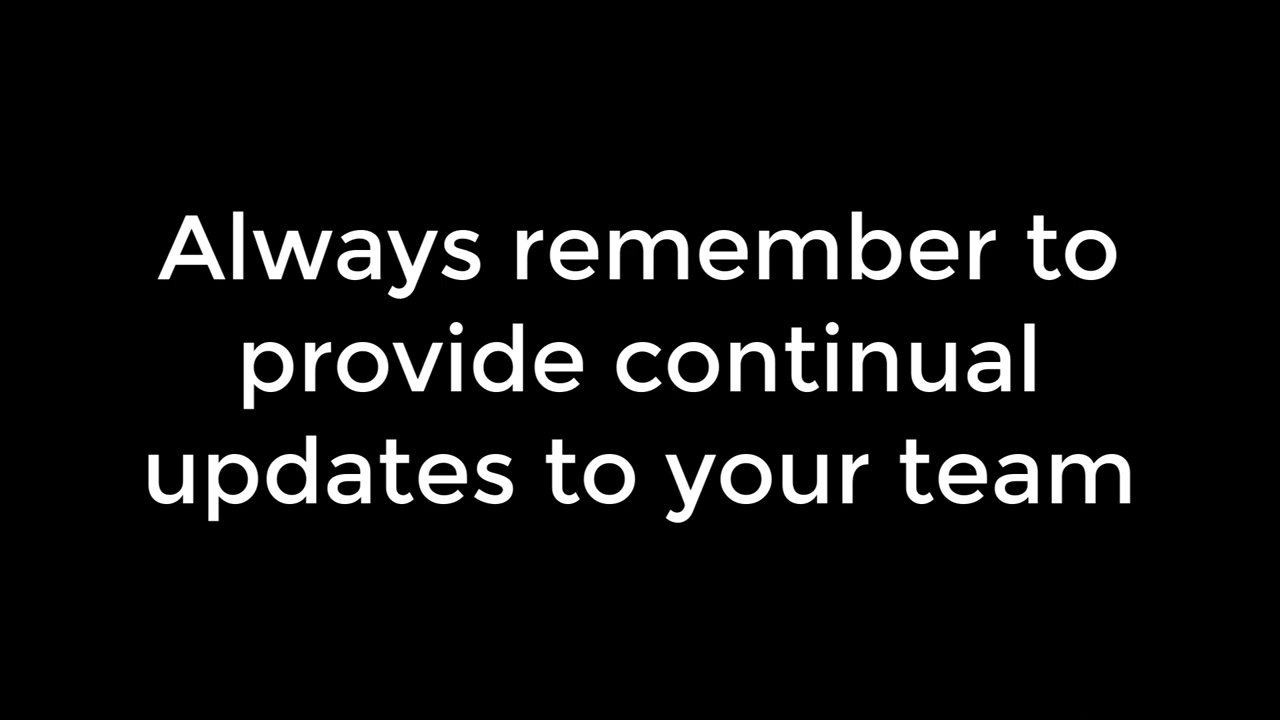 Always remember to
provide continual
updates to your team